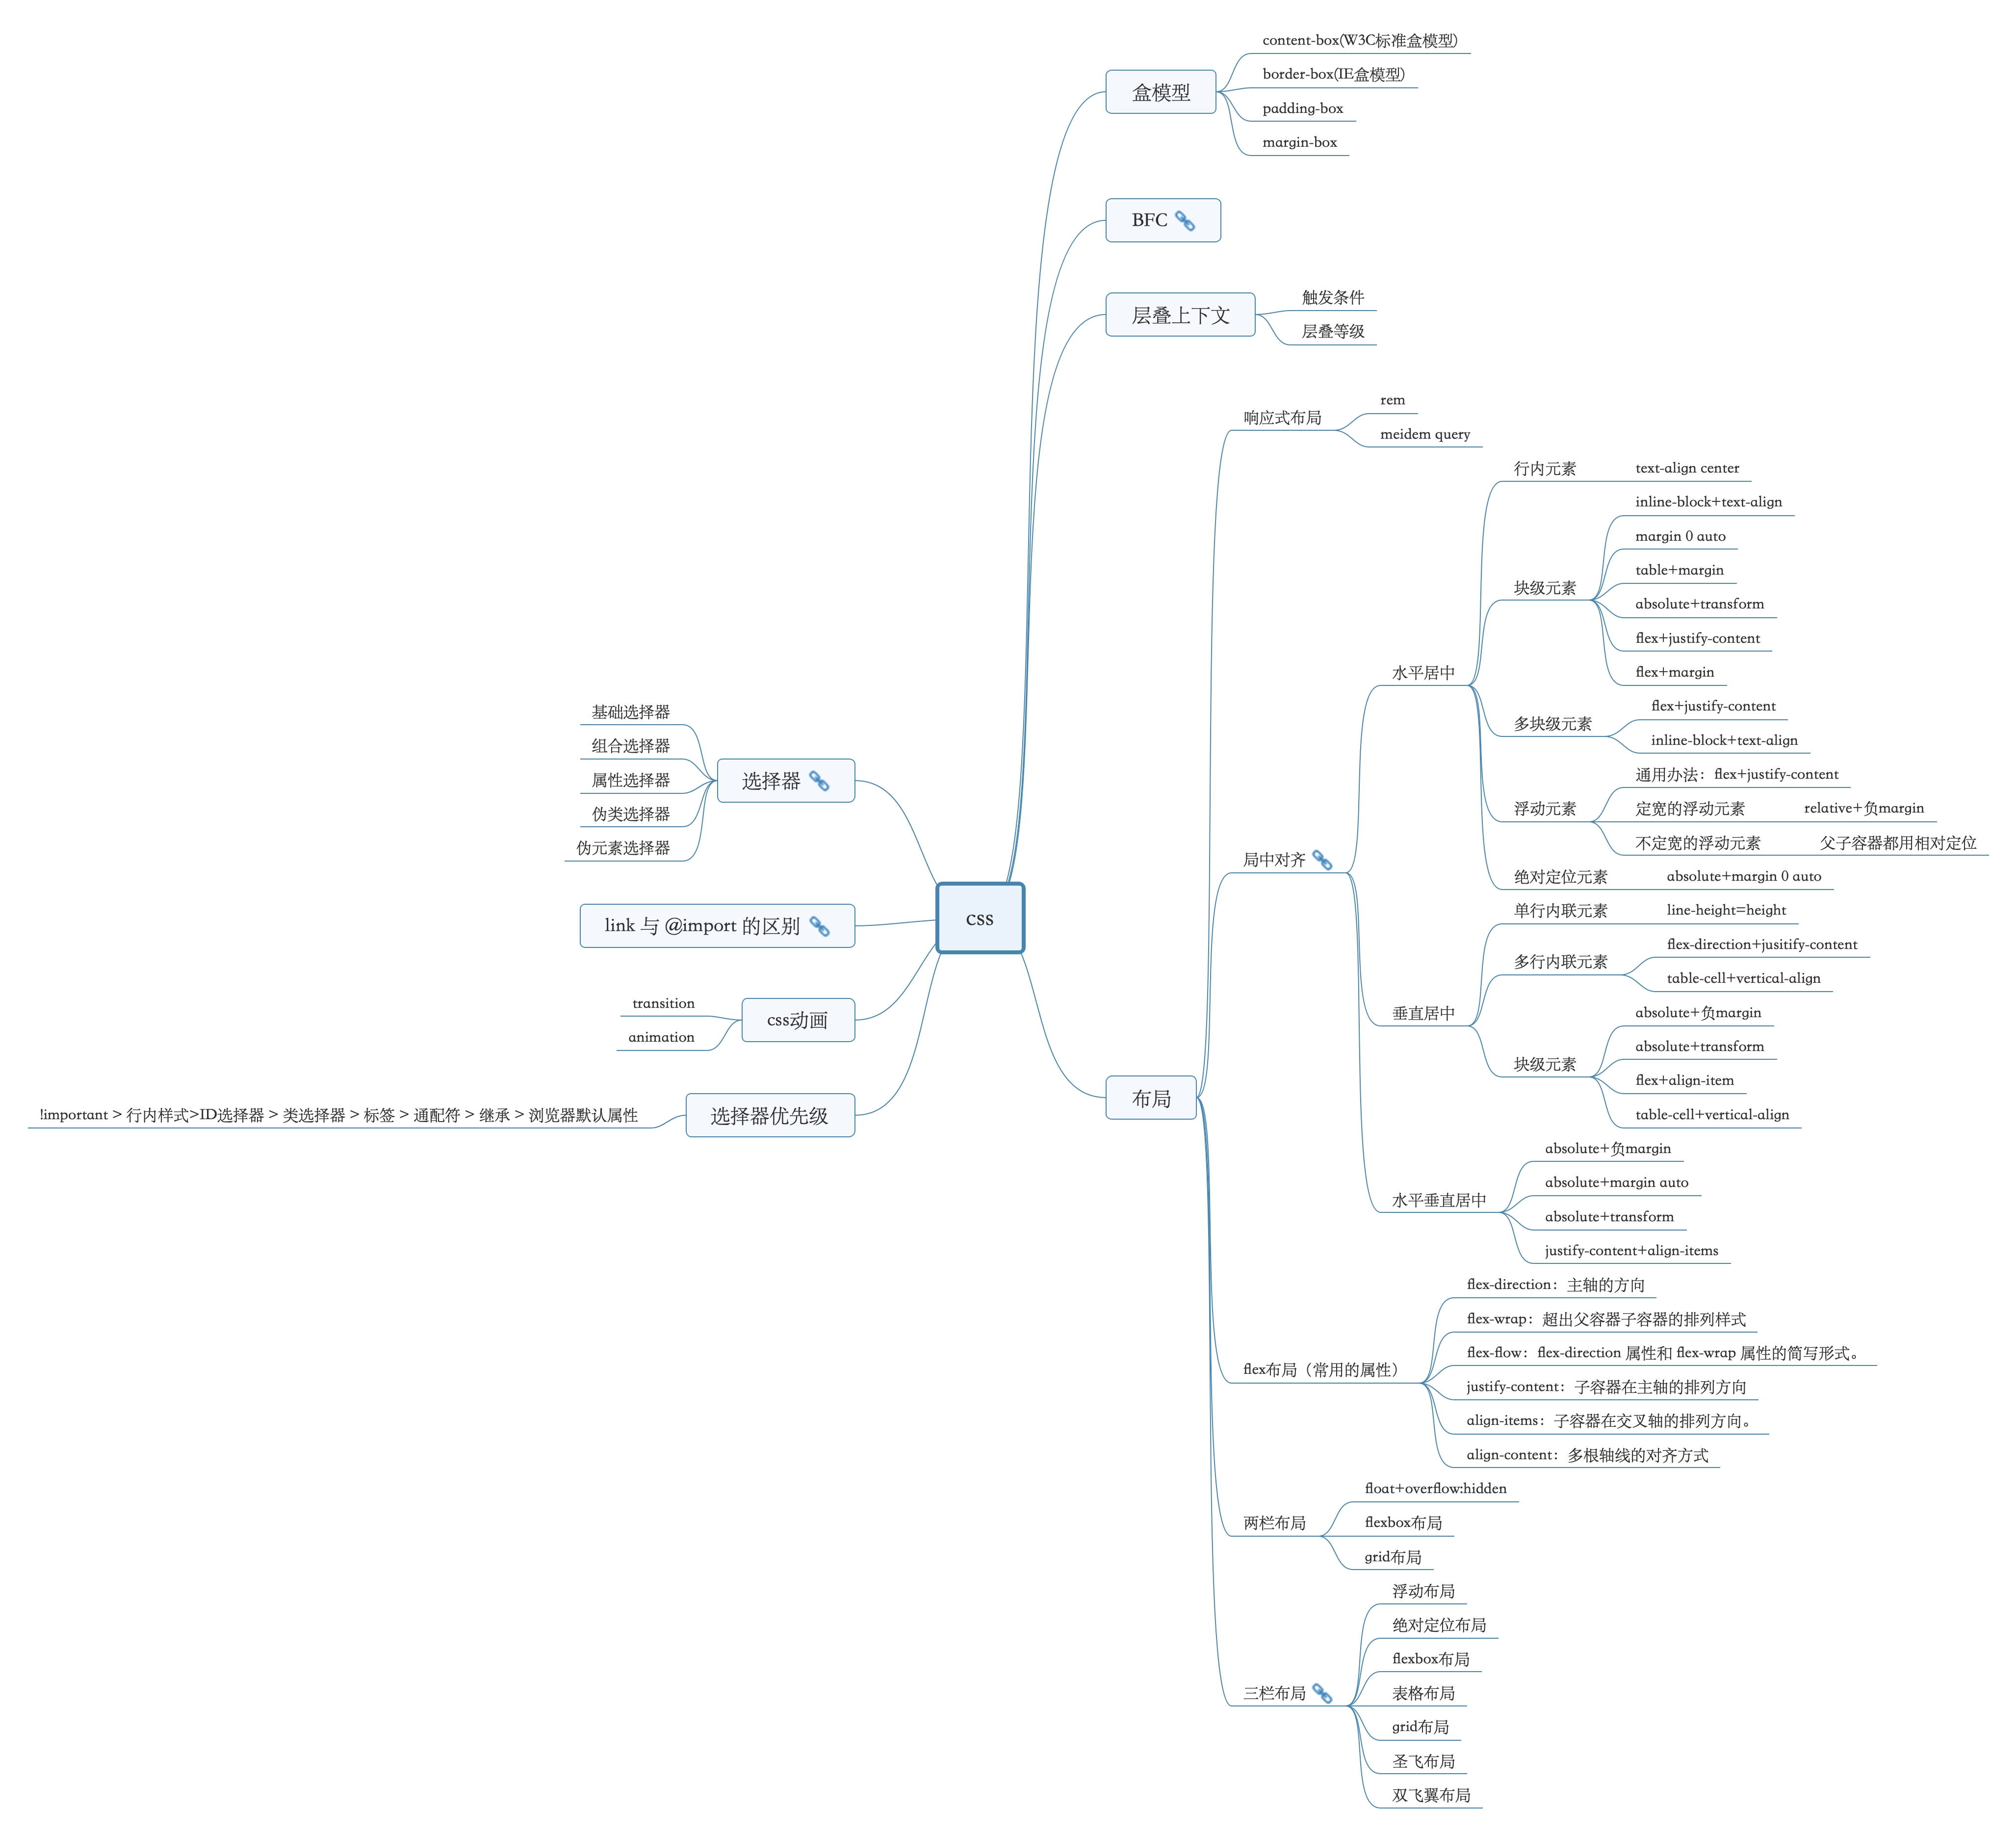 css
盒模型
content-box(W3C标准盒模型)
border-box(IE盒模型)
padding-box
margin-box
BFC
层叠上下文
触发条件
层叠等级
布局
响应式布局
rem
meidem query
局中对齐
水平居中
行内元素
text-align center
块级元素
inline-block+text-align
margin 0 auto
table+margin
absolute+transform
flex+justify-content
flex+margin
多块级元素
flex+justify-content
inline-block+text-align
浮动元素
通用办法：flex+justify-content
定宽的浮动元素
relative+负margin
不定宽的浮动元素
父子容器都用相对定位
绝对定位元素
absolute+margin 0 auto
垂直居中
单行内联元素
line-height=height
多行内联元素
flex-direction+jusitify-content
table-cell+vertical-align
块级元素
absolute+负margin
absolute+transform
flex+align-item
table-cell+vertical-align
水平垂直居中
absolute+负margin
absolute+margin auto
absolute+transform
justify-content+align-items
flex布局（常用的属性）
flex-direction：主轴的方向
flex-wrap：超出父容器子容器的排列样式
flex-flow：flex-direction 属性和 flex-wrap 属性的简写形式。
justify-content：子容器在主轴的排列方向
align-items：子容器在交叉轴的排列方向。
align-content：多根轴线的对齐方式
两栏布局
float+overflow:hidden
flexbox布局
grid布局
三栏布局
浮动布局
绝对定位布局
flexbox布局
表格布局
grid布局
圣飞布局
双飞翼布局
选择器
基础选择器
组合选择器
属性选择器
伪类选择器
伪元素选择器
link 与 @import 的区别
css动画
transition
animation
选择器优先级
!important > 行内样式>ID选择器 > 类选择器 > 标签 > 通配符 > 继承 > 浏览器默认属性